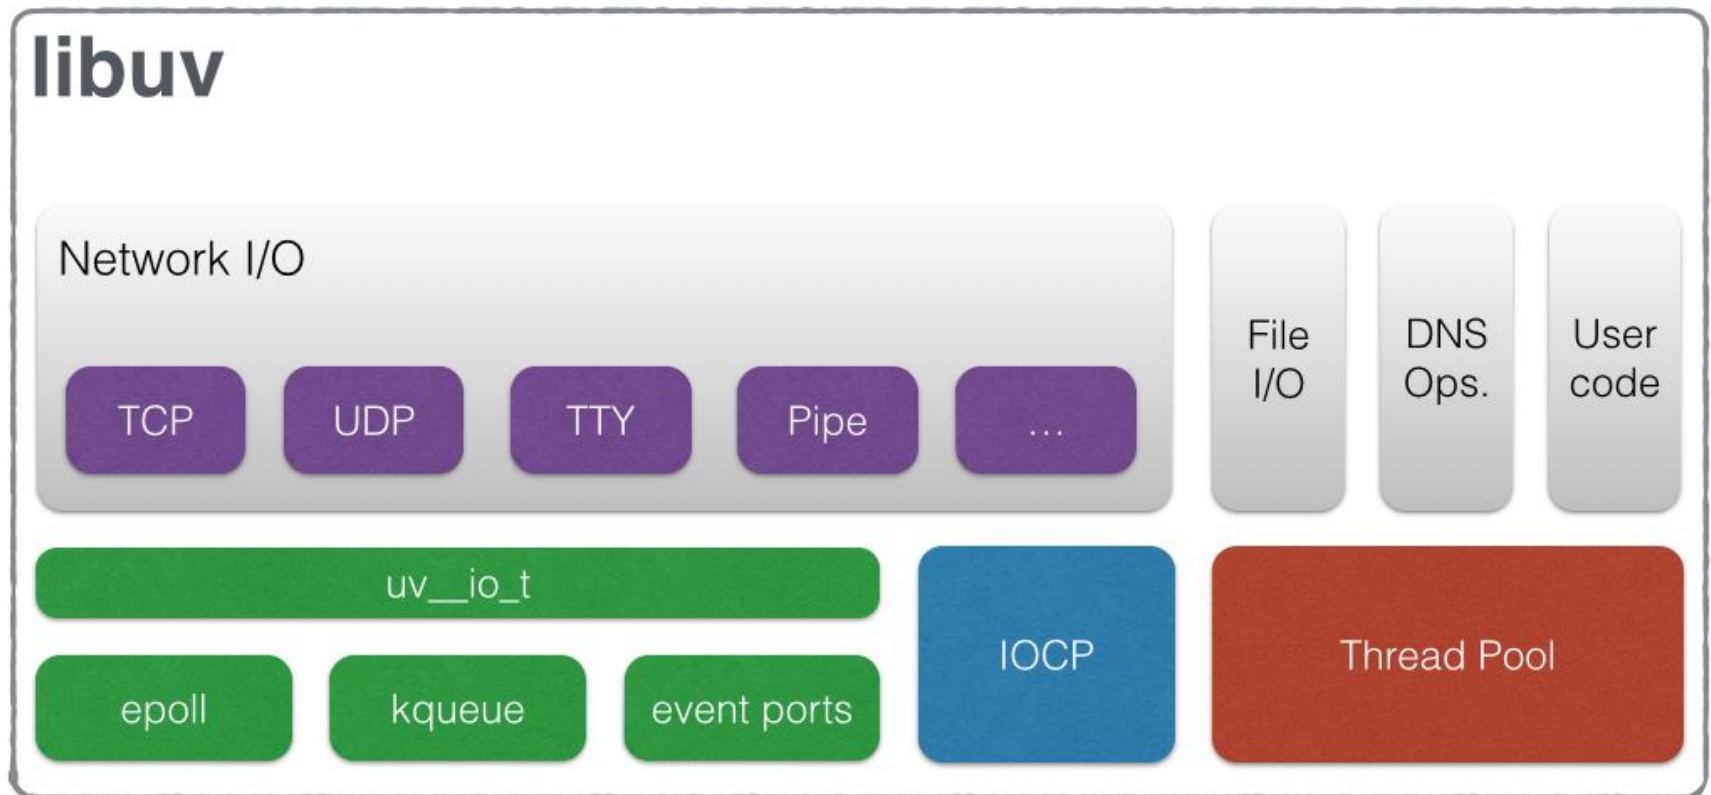 libuv
Network I/O
TCP
UDP
TTY
Pipe
...
File
I/O
DNS
Ops.
User
code
uv__io_t
epoll
kqueue
event ports
IOCP
Thread Pool